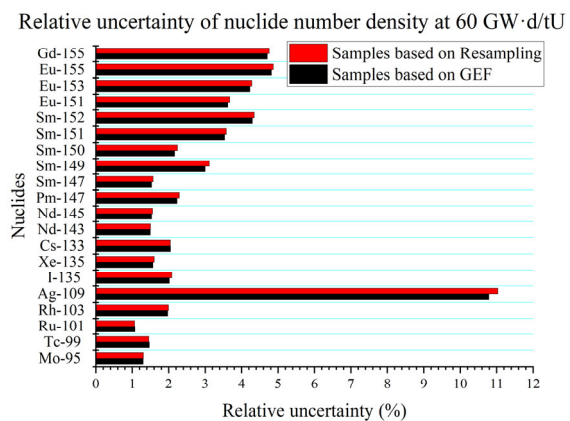 Relative uncertainty of nuclide number density at 60 GW·d/tU
Samples based on Resampling
Samples based on GEF
Nuclides
Gd-155
Eu-155
Eu-153
Eu-151
Sm-152
Sm-151
Sm-150
Sm-149
Sm-147
Pm-147
Nd-145
Nd-143
Cs-133
Xe-135
I-135
Ag-109
Rh-103
Ru-101
Tc-99
Mo-95
0 1 2 3 4 5 6 7 8 9 10 11 12
Relative uncertainty (%)